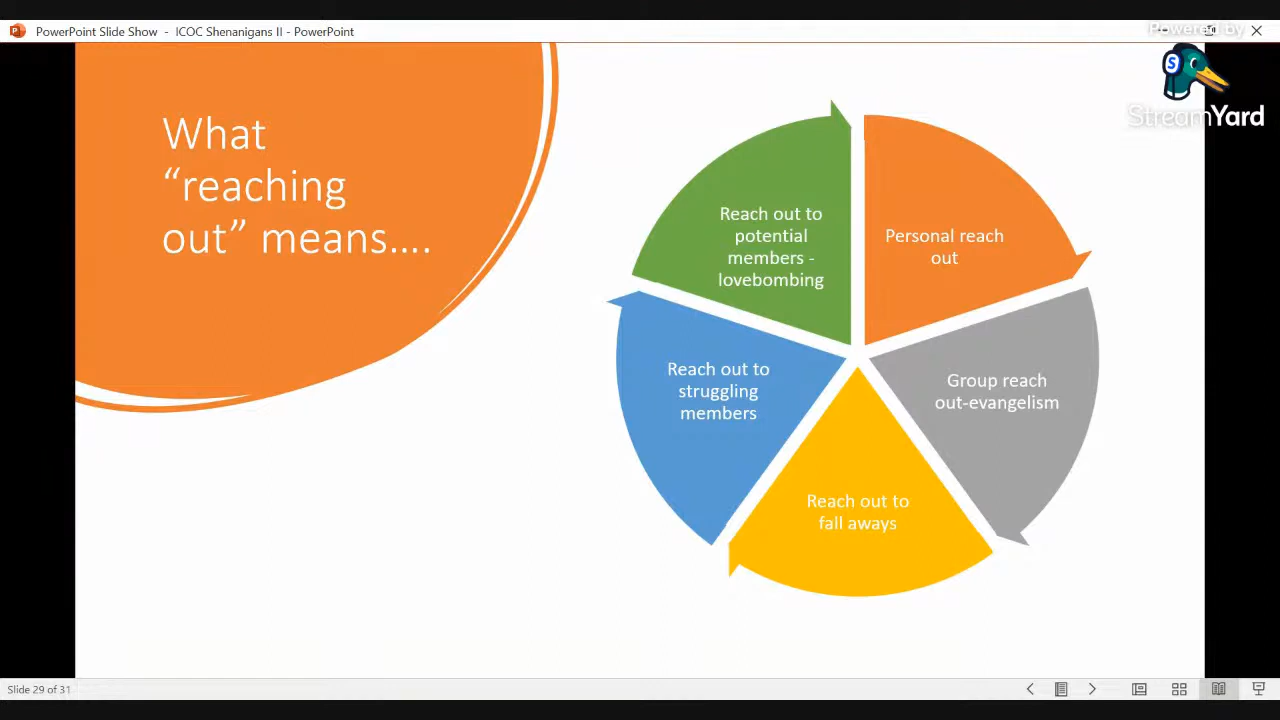 PowerPoint Slide Show - ICOC Shenanigans II - PowerPoint
Powered by
StreamYard
What
“reaching
out” means....
Reach out to
potential
members -
lovebombing
Personal reach
out
Group reach
out-evangelism
Reach out to
fall aways
Reach out to
struggling
members
Slide 29 of 31